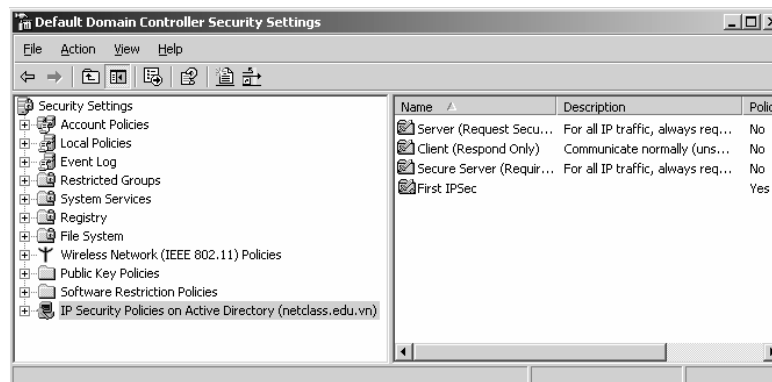 Default Domain Controller Security Settings
File Action View Help
Security Settings
Account Policies
Local Policies
Event Log
Restricted Groups
System Services
Registry
File System
Wireless Network (IEEE 802.11) Policies
Public Key Policies
Software Restriction Policies
IP Security Policies on Active Directory (netclass.edu.vn)
Name Description Polic
Server (Request Secu... For all IP traffic, always req... No
Client (Respond Only) Communicate normally (uns... No
Secure Server (Requir... For all IP traffic, always req... No
First IPSec Yes